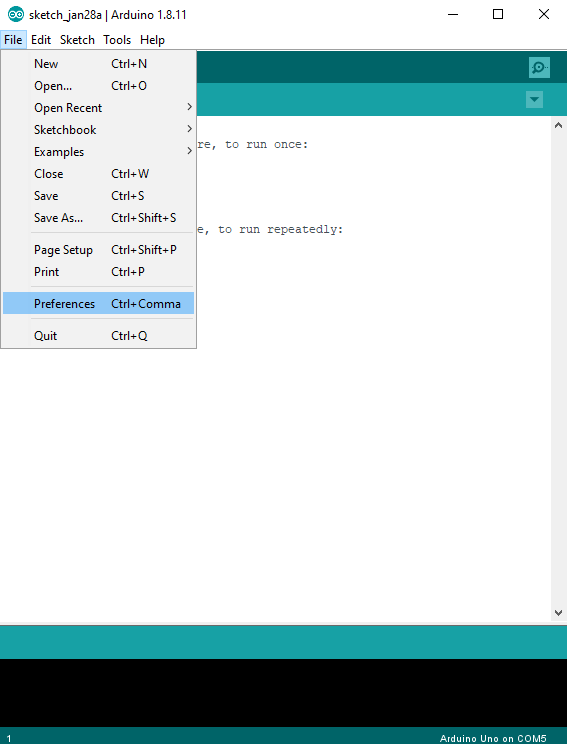 sketch_jan28a | Arduino 1.8.11
File Edit Sketch Tools Help
New Ctrl+N
Open... Ctrl+O
Open Recent
Sketchbook
Examples
Close Ctrl+W
Save Ctrl+S
Save As... Ctrl+Shift+S
Page Setup Ctrl+Shift+P
Print Ctrl+P
Preferences Ctrl+Comma
Quit Ctrl+Q
re, to run once:
e, to run repeatedly:
1 Arduino Uno on COM5